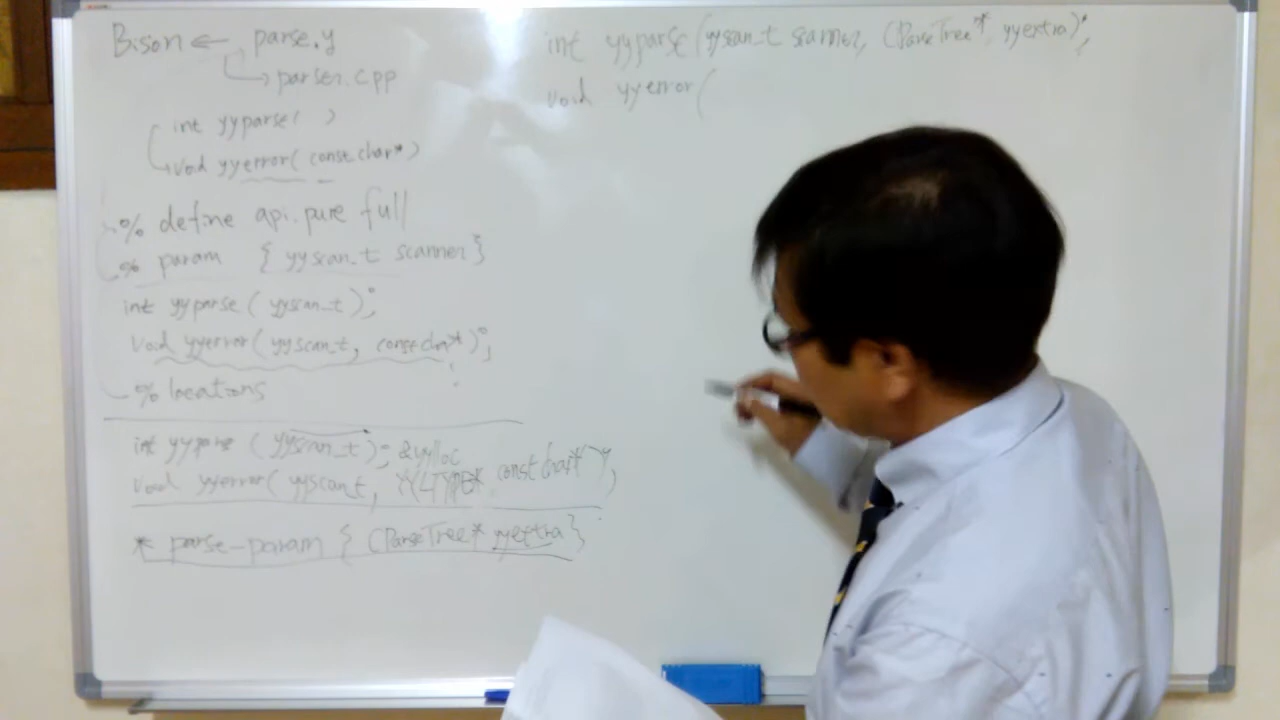 Bison ← parse.y
→ parser.cpp
int yyparse( )
void yyerror( const char*)
% define api.pure full
% param { yyscan_t scanner }
int yyparse ( yyscan_t );
void yyerror( yyscan_t, const char* );
% locations
int yyparse ( yyscan_t ); &yylloc
void yyerror( yyscan_t, YYLTYPE* const char* );
* parse-param { CParseTree* yyextra }
int yyparse( yyscan_t scanner, CParseTree* yyextra);
void yyerror(